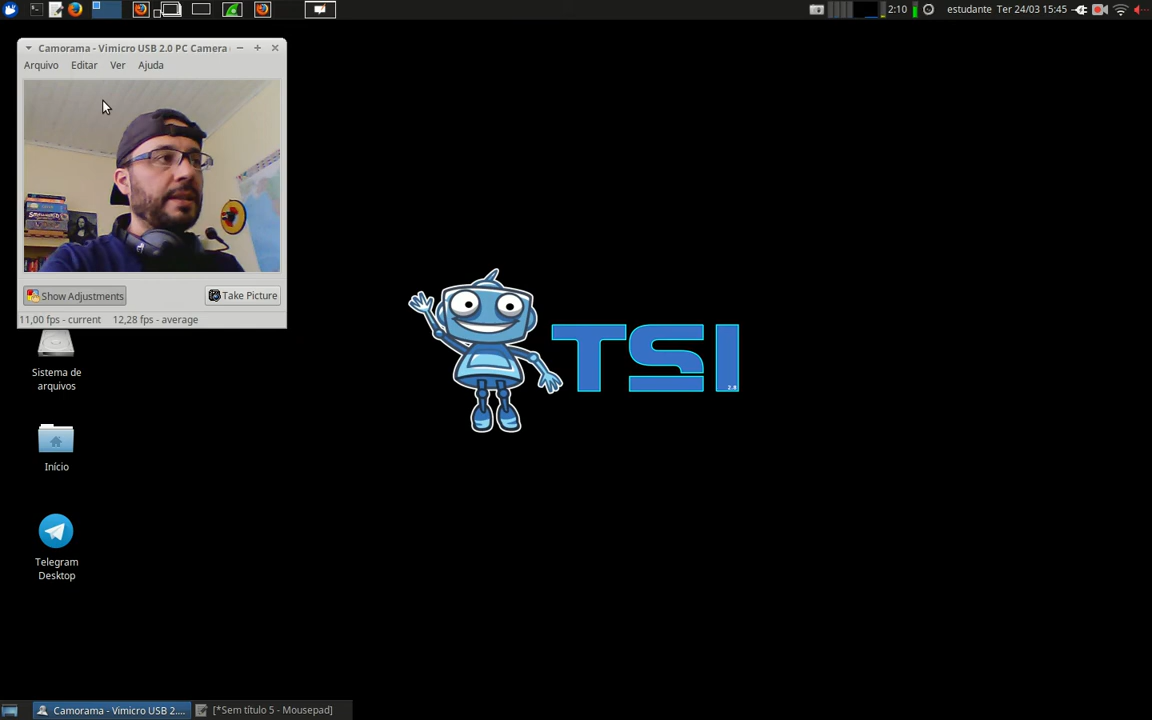 2:10
estudante Ter 24/03 15:45
Camorama - Vimicro USB 2.0 PC Camera
Arquivo Editar Ver Ajuda
Show Adjustments Take Picture
11,00 fps - current 12,28 fps - average
Sistema de
arquivos
TSI
2.0
Início
Telegram
Desktop
Camorama - Vimicro USB 2.... [*Sem título 5 - Mousepad]